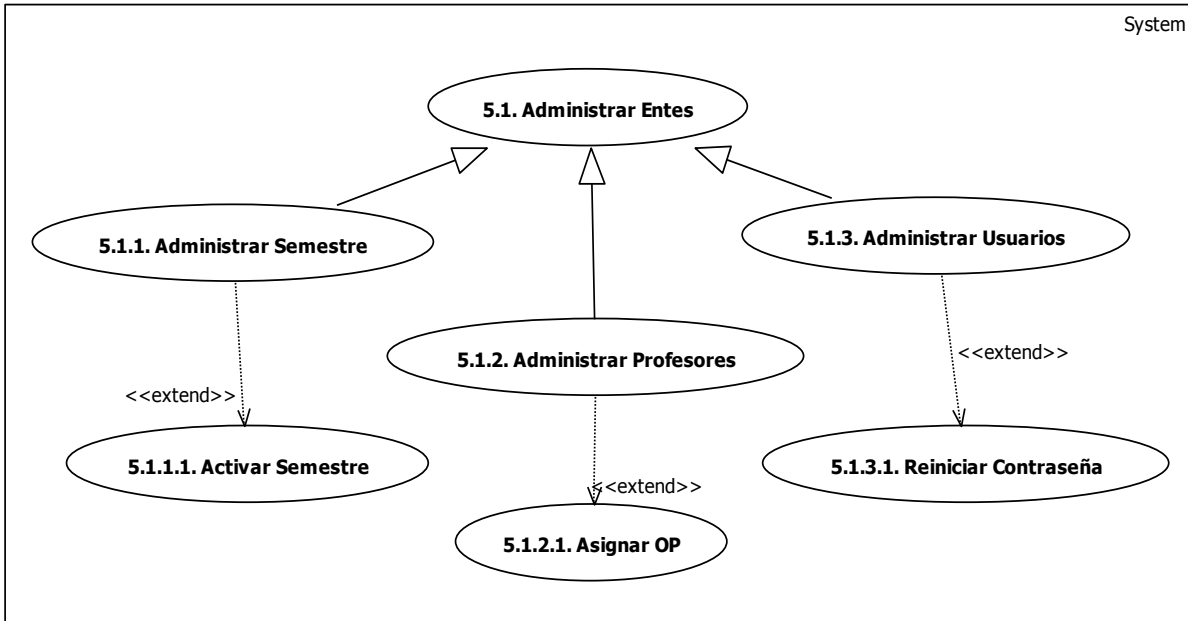 System
5.1. Administrar Entes
5.1.1. Administrar Semestre
5.1.3. Administrar Usuarios
5.1.2. Administrar Profesores
<<extend>>
<<extend>>
5.1.1.1. Activar Semestre
5.1.3.1. Reiniciar Contraseña
<<extend>>
5.1.2.1. Asignar OP